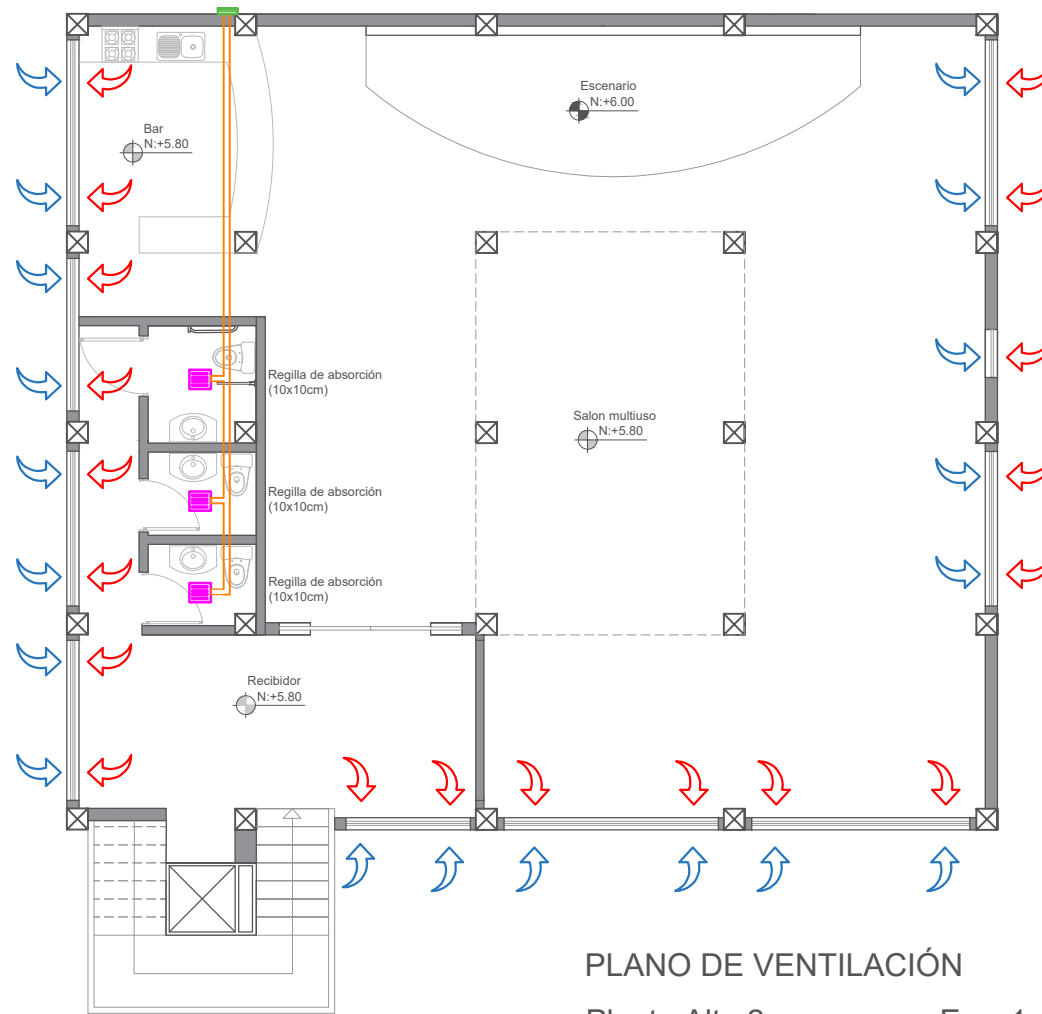 Escenario
N:+6.00
Bar
N:+5.80
Regilla de absorción
(10x10cm)
Salon multiuso
N:+5.80
Regilla de absorción
(10x10cm)
Regilla de absorción
(10x10cm)
Recibidor
N:+5.80
PLANO DE VENTILACIÓN